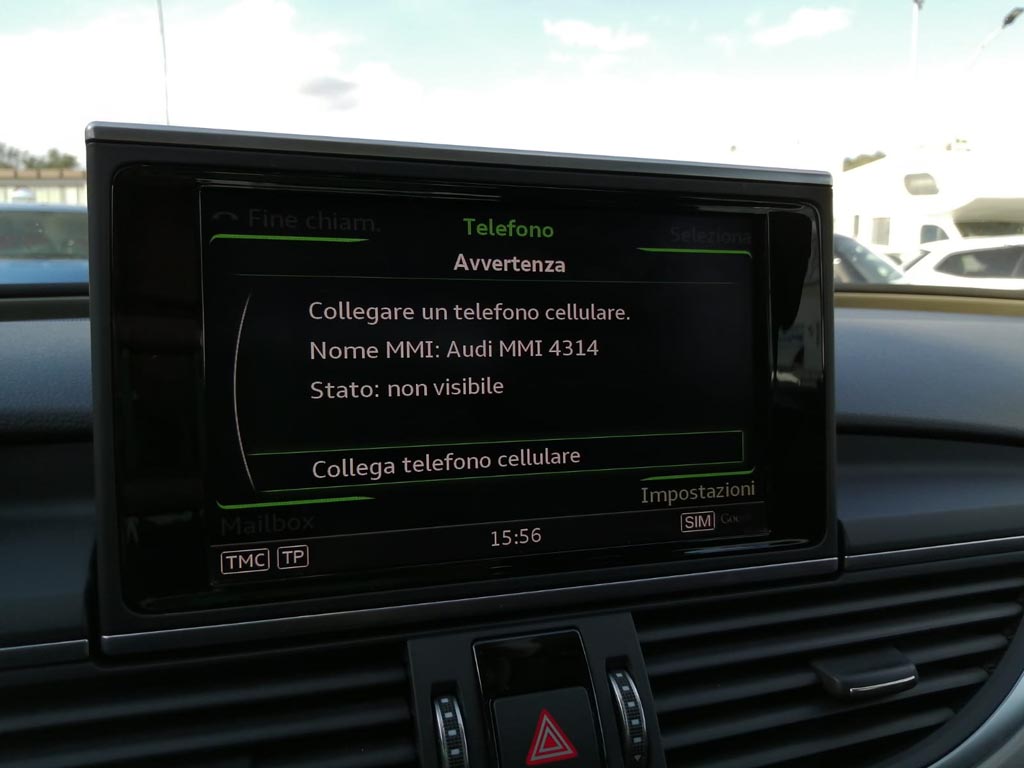 Fine chiam.
Telefono
Seleziona
Avvertenza
Collegare un telefono cellulare.
Nome MMI: Audi MMI 4314
Stato: non visibile
Collega telefono cellulare
Impostazioni
Mailbox
TMC TP
15:56
SIM